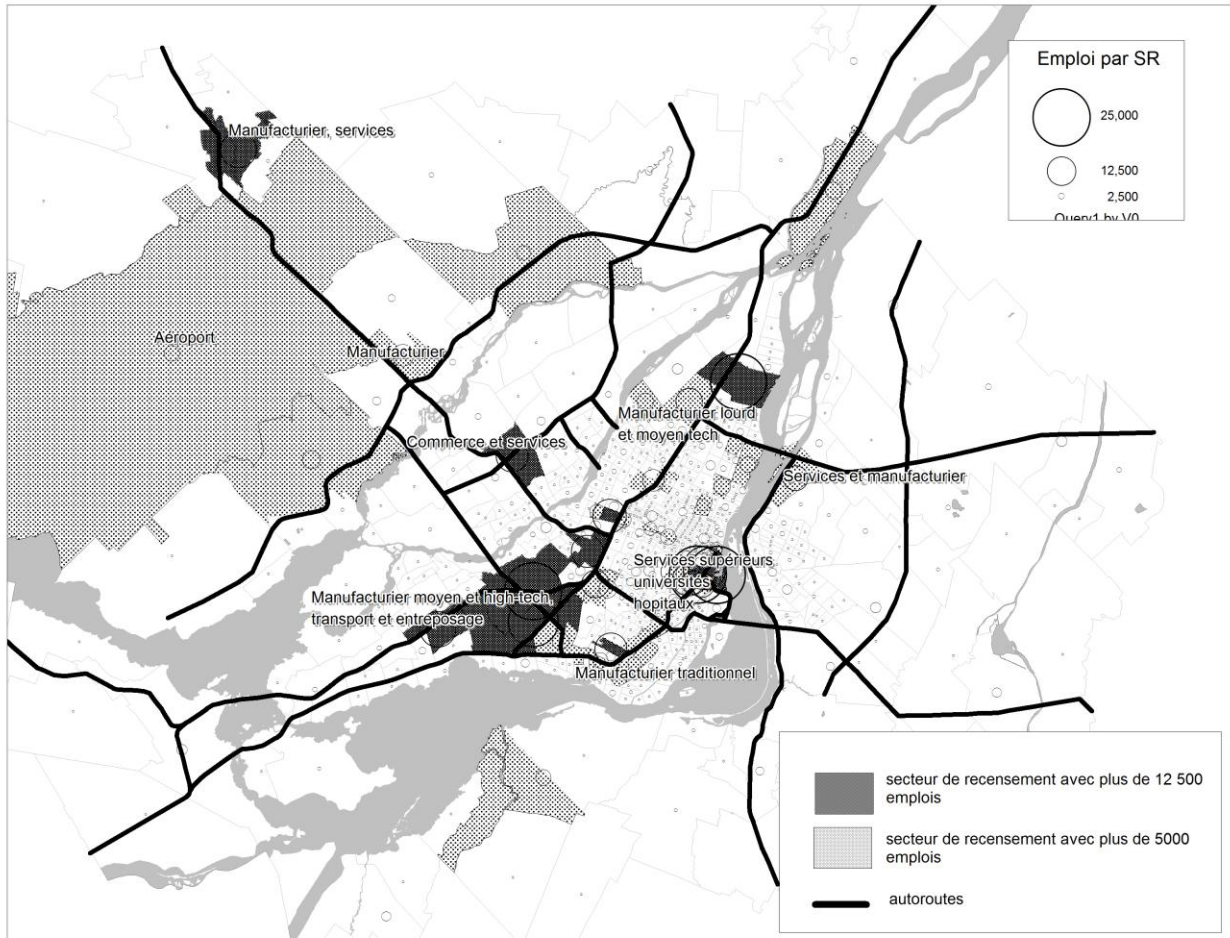 Emploi par SR
25,000
12,500
2,500
Query1 by V0
Manufacturier, services
Aéroport
Manufacturier
Commerce et services
Manufacturier lourd
et moyen tech
Services et manufacturier
Services supérieurs
universités
hopitaux
Manufacturier moyen et high-tech,
transport et entreposage
Manufacturier traditionnel
secteur de recensement avec plus de 12 500
emplois
secteur de recensement avec plus de 5000
emplois
autoroutes